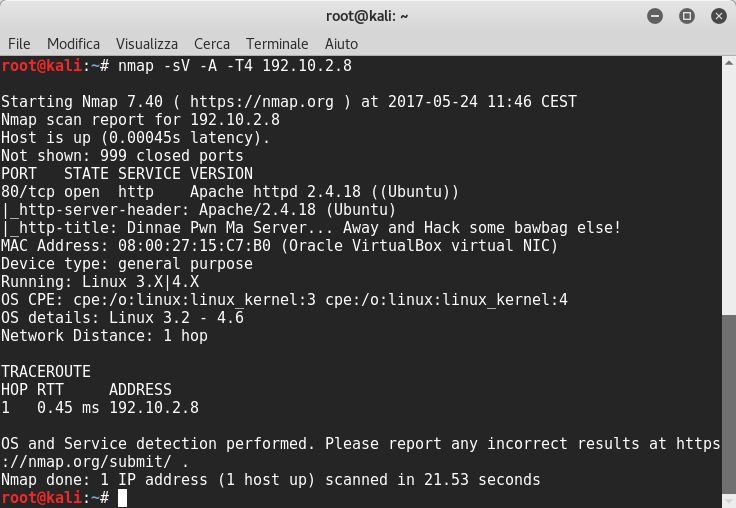 root@kali: ~
File Modifica Visualizza Cerca Terminale Aiuto
root@kali:~# nmap -sV -A -T4 192.10.2.8
Starting Nmap 7.40 ( https://nmap.org ) at 2017-05-24 11:46 CEST
Nmap scan report for 192.10.2.8
Host is up (0.00045s latency).
Not shown: 999 closed ports
PORT   STATE SERVICE VERSION
80/tcp open  http    Apache httpd 2.4.18 ((Ubuntu))
|_http-server-header: Apache/2.4.18 (Ubuntu)
|_http-title: Dinnae Pwn Ma Server... Away and Hack some bawbag else!
MAC Address: 08:00:27:15:C7:B0 (Oracle VirtualBox virtual NIC)
Device type: general purpose
Running: Linux 3.X|4.X
OS CPE: cpe:/o:linux:linux_kernel:3 cpe:/o:linux:linux_kernel:4
OS details: Linux 3.2 - 4.6
Network Distance: 1 hop
TRACEROUTE
HOP RTT     ADDRESS
1   0.45 ms 192.10.2.8
OS and Service detection performed. Please report any incorrect results at https
://nmap.org/submit/ .
Nmap done: 1 IP address (1 host up) scanned in 21.53 seconds
root@kali:~#